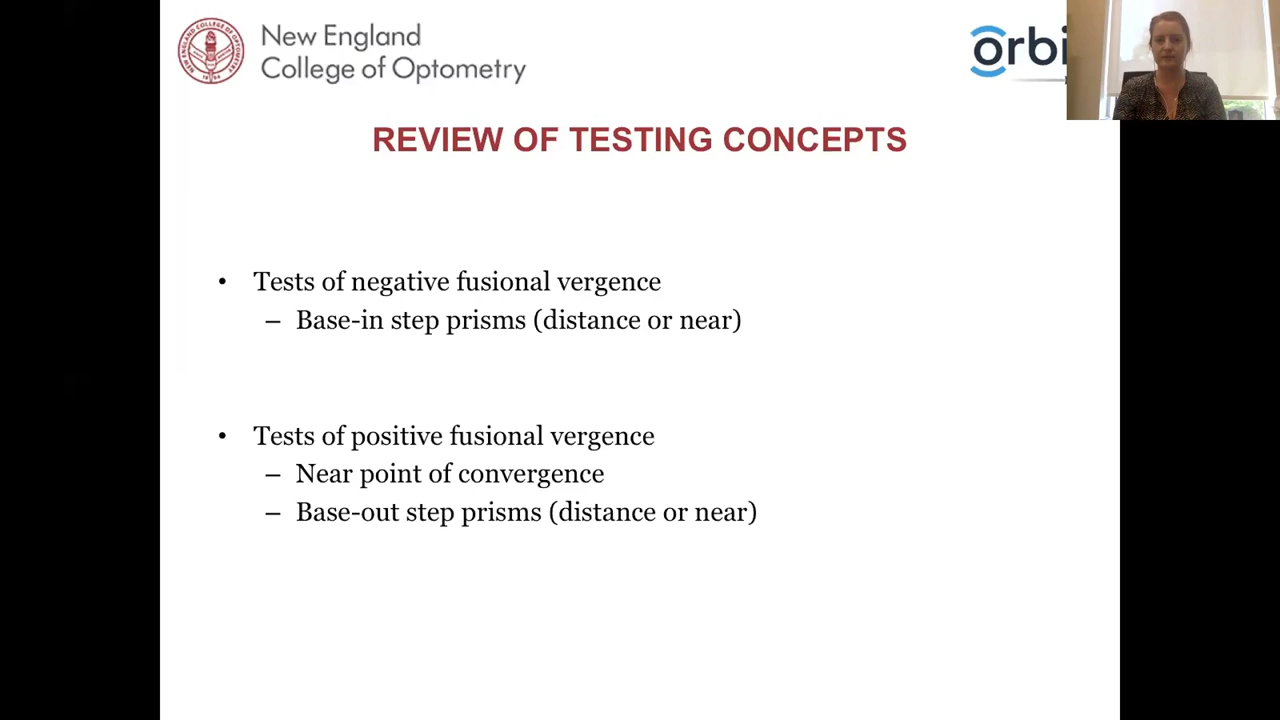 New England
College of Optometry
REVIEW OF TESTING CONCEPTS
• Tests of negative fusional vergence
– Base-in step prisms (distance or near)
• Tests of positive fusional vergence
– Near point of convergence
– Base-out step prisms (distance or near)